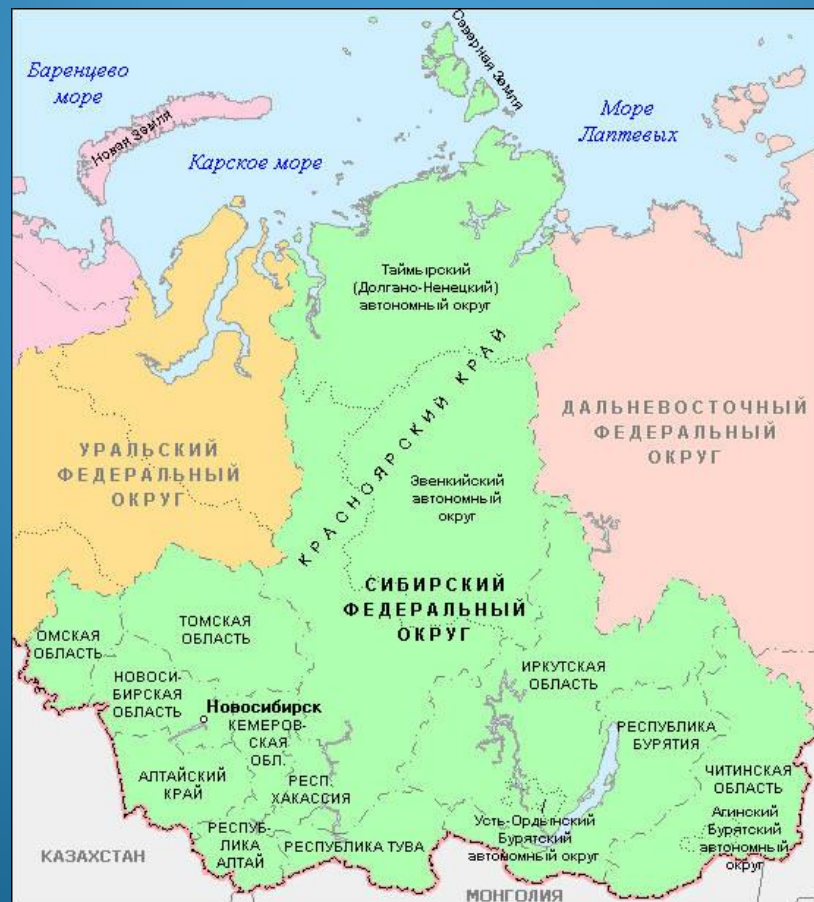 Северная Земля
Баренцево
море
Новая Земля
Карское море
Море
Лаптевых
Таймырский
(Долгано-Ненецкий)
автономный округ
КРАСНОЯРСКИЙ КРАЙ
УРАЛЬСКИЙ
ФЕДЕРАЛЬНЫЙ
ОКРУГ
ДАЛЬНЕВОСТОЧНЫЙ
ФЕДЕРАЛЬНЫЙ
ОКРУГ
Эвенкийский
автономный
округ
СИБИРСКИЙ
ФЕДЕРАЛЬНЫЙ
ОКРУГ
ОМСКАЯ
ОБЛАСТЬ
ТОМСКАЯ
ОБЛАСТЬ
НОВОСИ-
БИРСКАЯ
ОБЛАСТЬ
Новосибирск
КЕМЕРОВ-
СКАЯ
ОБЛ.
ИРКУТСКАЯ
ОБЛАСТЬ
РЕСПУБЛИКА
БУРЯТИЯ
АЛТАЙСКИЙ
КРАЙ
РЕСП.
ХАКАССИЯ
ЧИТИНСКАЯ
ОБЛАСТЬ
РЕСПУБ-
ЛИКА
АЛТАЙ
РЕСПУБЛИКА ТУВА
Усть-Ордынский
Бурятский
автономный округ
Агинский
Бурятский
автономный
округ
КАЗАХСТАН
МОНГОЛИЯ